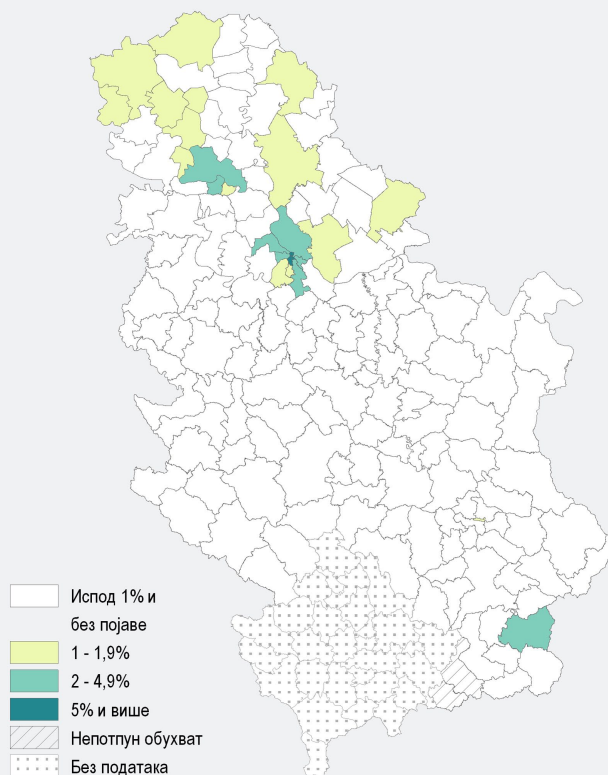 Испод 1% и
без појаве
1 - 1,9%
2 - 4,9%
5% и више
Непотпун обухват
Без података